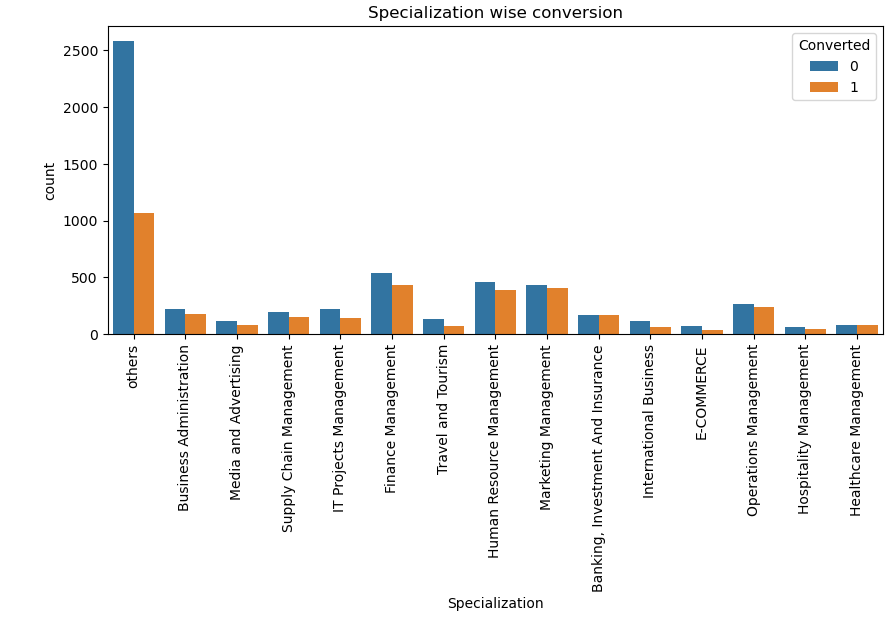 Specialization wise conversion
Converted
0
1
count
2500
2000
1500
1000
500
0
others
Business Administration
Media and Advertising
Supply Chain Management
IT Projects Management
Finance Management
Travel and Tourism
Human Resource Management
Marketing Management
Banking, Investment And Insurance
International Business
E-COMMERCE
Operations Management
Hospitality Management
Healthcare Management
Specialization